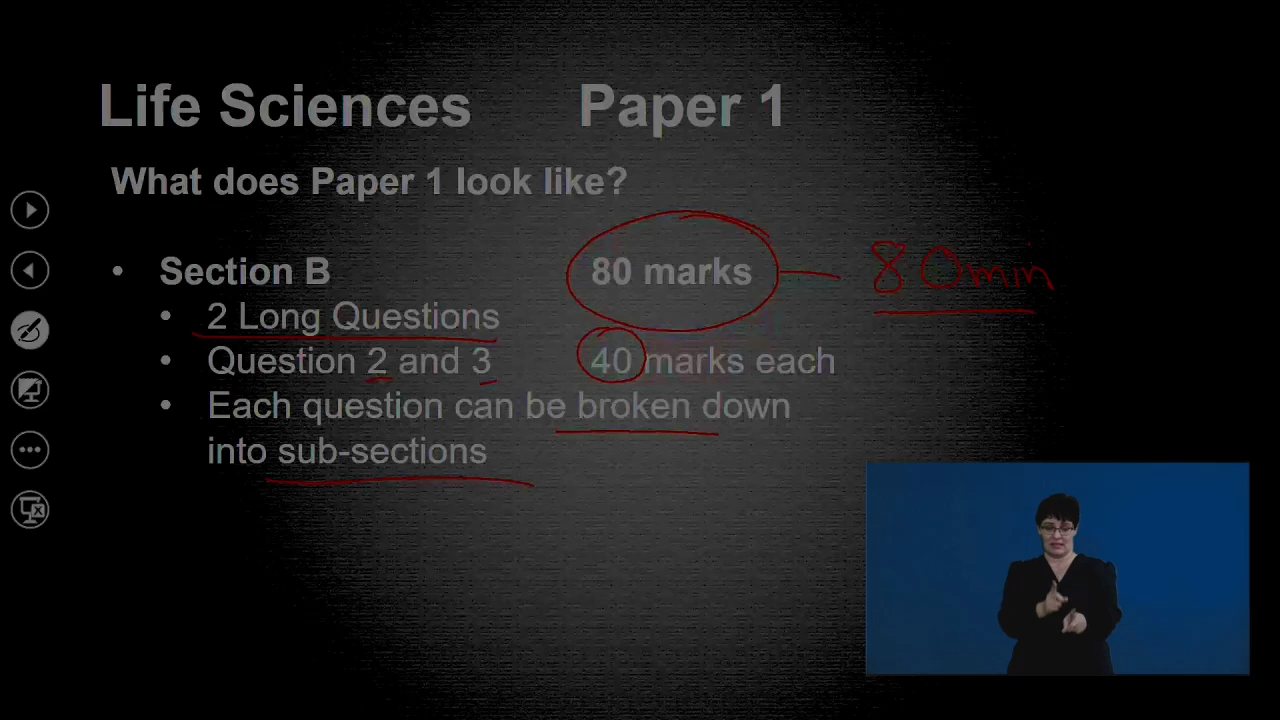 Life Sciences Paper 1
What does Paper 1 look like?
• Section B 80 marks 80min
• 2 Long Questions
• Question 2 and 3 40 marks each
• Each question can be broken down
into sub-sections